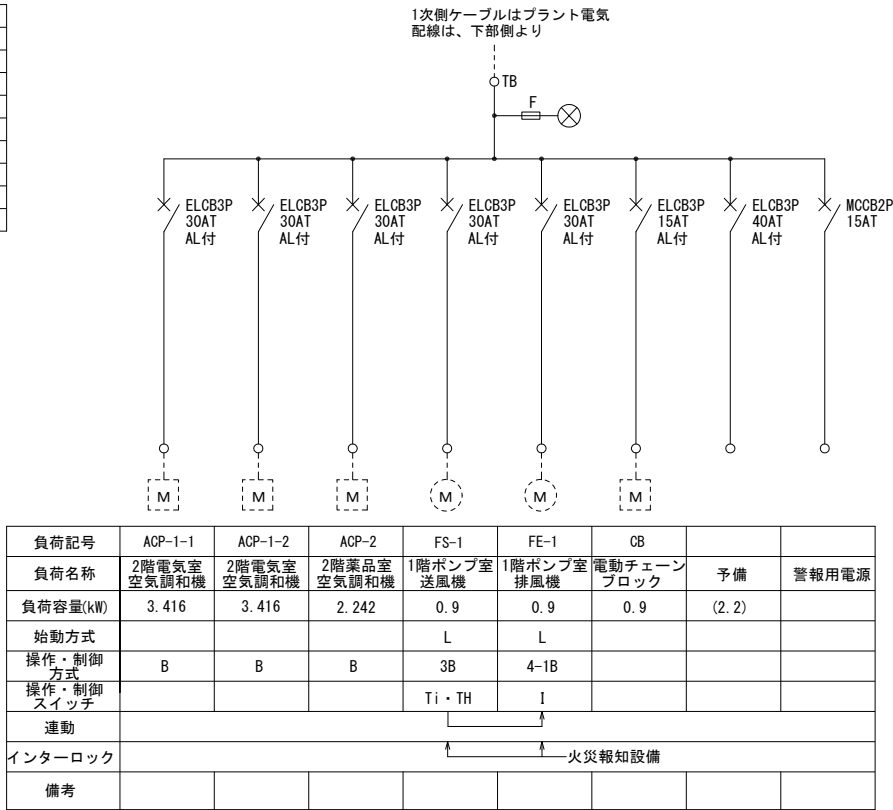 1次側ケーブルはプラント電気
配線は、下部側より
TB
F
ELCB3P ELCB3P ELCB3P ELCB3P ELCB3P ELCB3P ELCB3P MCCB2P
30AT 30AT 30AT 30AT 30AT 15AT 40AT 15AT
AL付 AL付 AL付 AL付 AL付 AL付 AL付
M M M M M M
負荷記号 ACP-1-1 ACP-1-2 ACP-2 FS-1 FE-1 CB
負荷名称 2階電気室 2階電気室 2階薬品室 1階ポンプ室 1階ポンプ室 電動チェーン 予備 警報用電源
空気調和機 空気調和機 空気調和機 送風機 排風機 ブロック
負荷容量(kW) 3.416 3.416 2.242 0.9 0.9 0.9 (2.2)
始動方式 L L
操作・制御
方式 B B B 3B 4-1B
操作・制御
スイッチ Ti・TH I
連動
インターロック 火災報知設備
備考